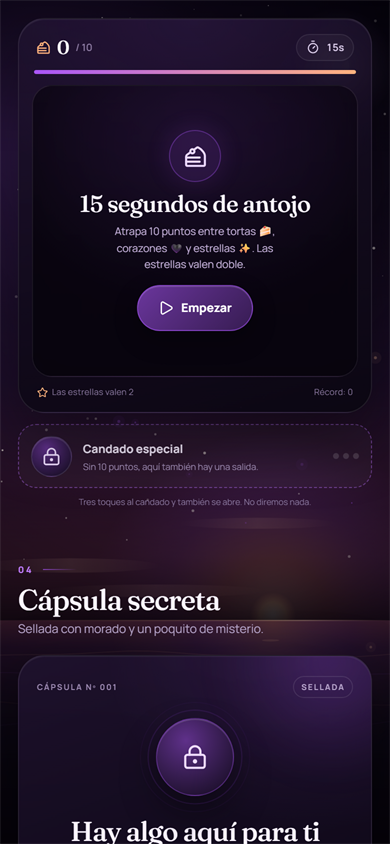 0 / 10
15s
15 segundos de antojo
Atrapa 10 puntos entre tortas 🍰,
corazones 🖤 y estrellas ✨. Las
estrellas valen doble.
Empezar
Las estrellas valen 2
Récord: 0
Candado especial
Sin 10 puntos, aquí también hay una salida.
Tres toques al candado y también se abre. No diremos nada.
04
Cápsula secreta
Sellada con morado y un poquito de misterio.
CÁPSULA Nº 001
SELLADA
Hay algo aquí para ti